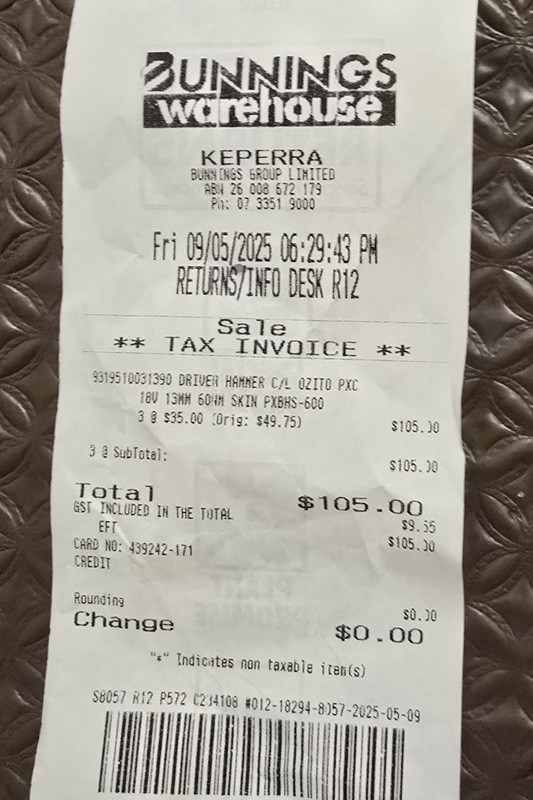 BUNNINGS
warehouse
KEPERRA
BUNNINGS GROUP LIMITED
ABN 26 008 672 179
Ph: 07 3351 9000
Fri 09/05/2025 06:29:43 PM
RETURNS/INFO DESK R12
Sale
** TAX INVOICE **
9319510031390 DRIVER HAMMER C/L OZITO PXC
18V 13MM 60NM SKIN PXBHS-600
3 @ $35.00 (Orig: $49.75)
$105.00
3 @ SubTotal:
$105.00
Total $105.00
GST INCLUDED IN THE TOTAL $9.55
EFT $105.00
CARD NO: 439242-171
CREDIT
Rounding $0.00
Change $0.00
"*" Indicates non taxable item(s)
S8057 R12 P572 C234108 #012-18294-8057-2025-05-09